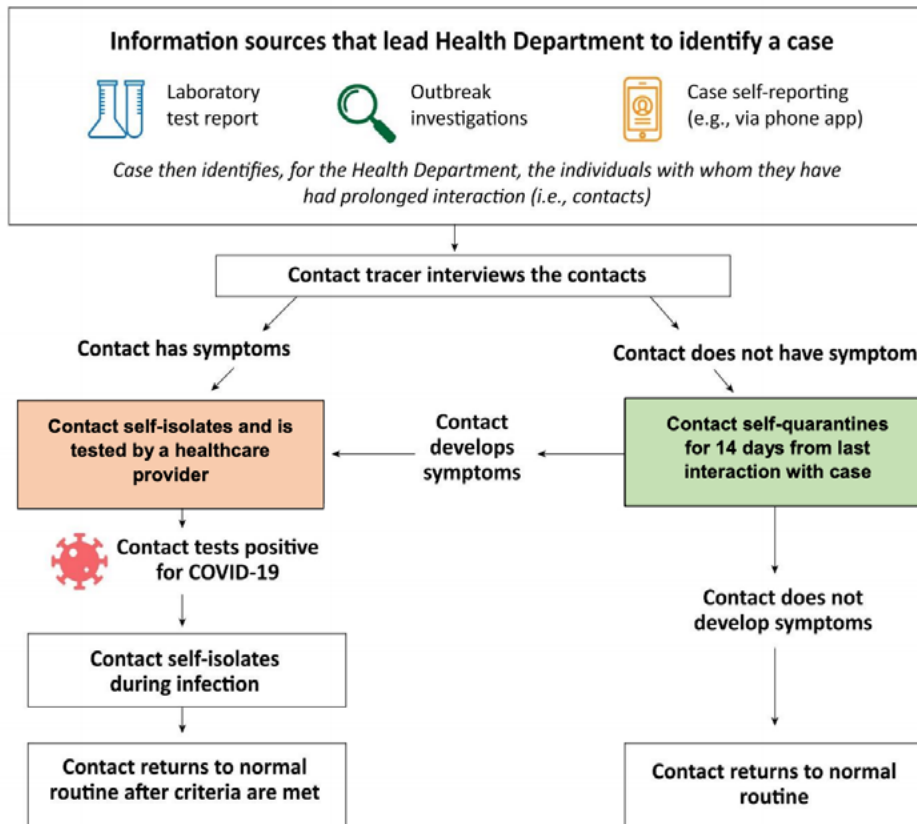 Information sources that lead Health Department to identify a case
Laboratory
test report
Outbreak
investigations
Case self-reporting
(e.g., via phone app)
Case then identifies, for the Health Department, the individuals with whom they have
had prolonged interaction (i.e., contacts)
Contact tracer interviews the contacts
Contact has symptoms
Contact does not have symptom
Contact self-isolates and is
tested by a healthcare
provider
Contact
develops
symptoms
Contact self-quarantines
for 14 days from last
interaction with case
Contact tests positive
for COVID-19
Contact does not
develop symptoms
Contact self-isolates
during infection
Contact returns to normal
routine after criteria are met
Contact returns to normal
routine